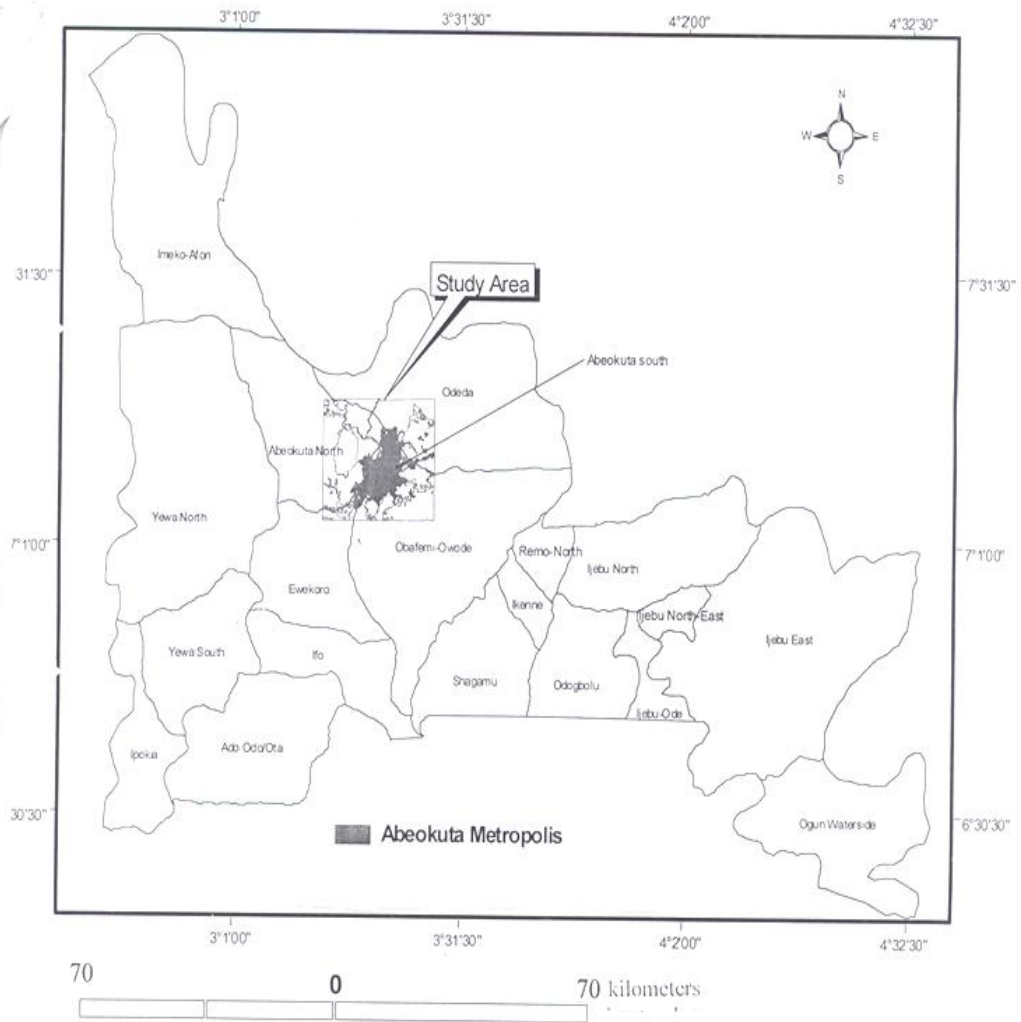 3°1'00"
3°31'30"
4°2'00"
4°32'30"
N
W
E
S
Imeko-Afon
31'30"
7°31'30"
Study Area
Abeokuta south
Odeda
Abeokuta North
Yewa North
7°1'00"
7°1'00"
Obafemi-Owode
Remo-North
Ijebu North
Ewekoro
Ikenne
Ijebu North-East
Ijebu East
Yewa South
Ifo
Shagamu
Odogbolu
Ijebu-Ode
Ipokia
Ado Odo/Ota
30'30"
6°30'30"
Abeokuta Metropolis
Ogun Waterside
3°1'00"
3°31'30"
4°2'00"
4°32'30"
70
0
70 kilometers